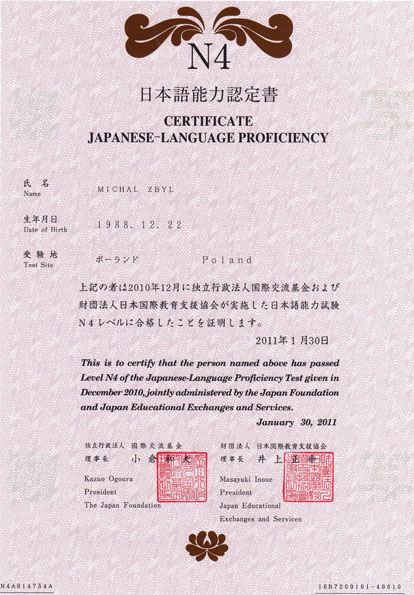 N4
日本語能力認定書
CERTIFICATE
JAPANESE-LANGUAGE PROFICIENCY
氏 名
Name
MICHAL ZBYL
生年月日
Date of Birth
1988. 12. 22
受 験 地
Test Site
ポーランド Poland
上記の者は2010年12月に独立行政法人国際交流基金および
財団法人日本国際教育支援協会が実施した日本語能力試験
N4レベルに合格したことを証明します。
2011年 1 月30日
This is to certify that the person named above has passed
Level N4 of the Japanese-Language Proficiency Test given in
December 2010, jointly administered by the Japan Foundation
and Japan Educational Exchanges and Services.
January 30, 2011
独立行政法人 国際交流基金
理事長 小倉和夫
Kazuo Ogoura
President
The Japan Foundation
財団法人 日本国際教育支援協会
理事長 井上正幸
Masayuki Inoue
President
Japan Educational
Exchanges and Services
N4A014754A
10B7200101-40010